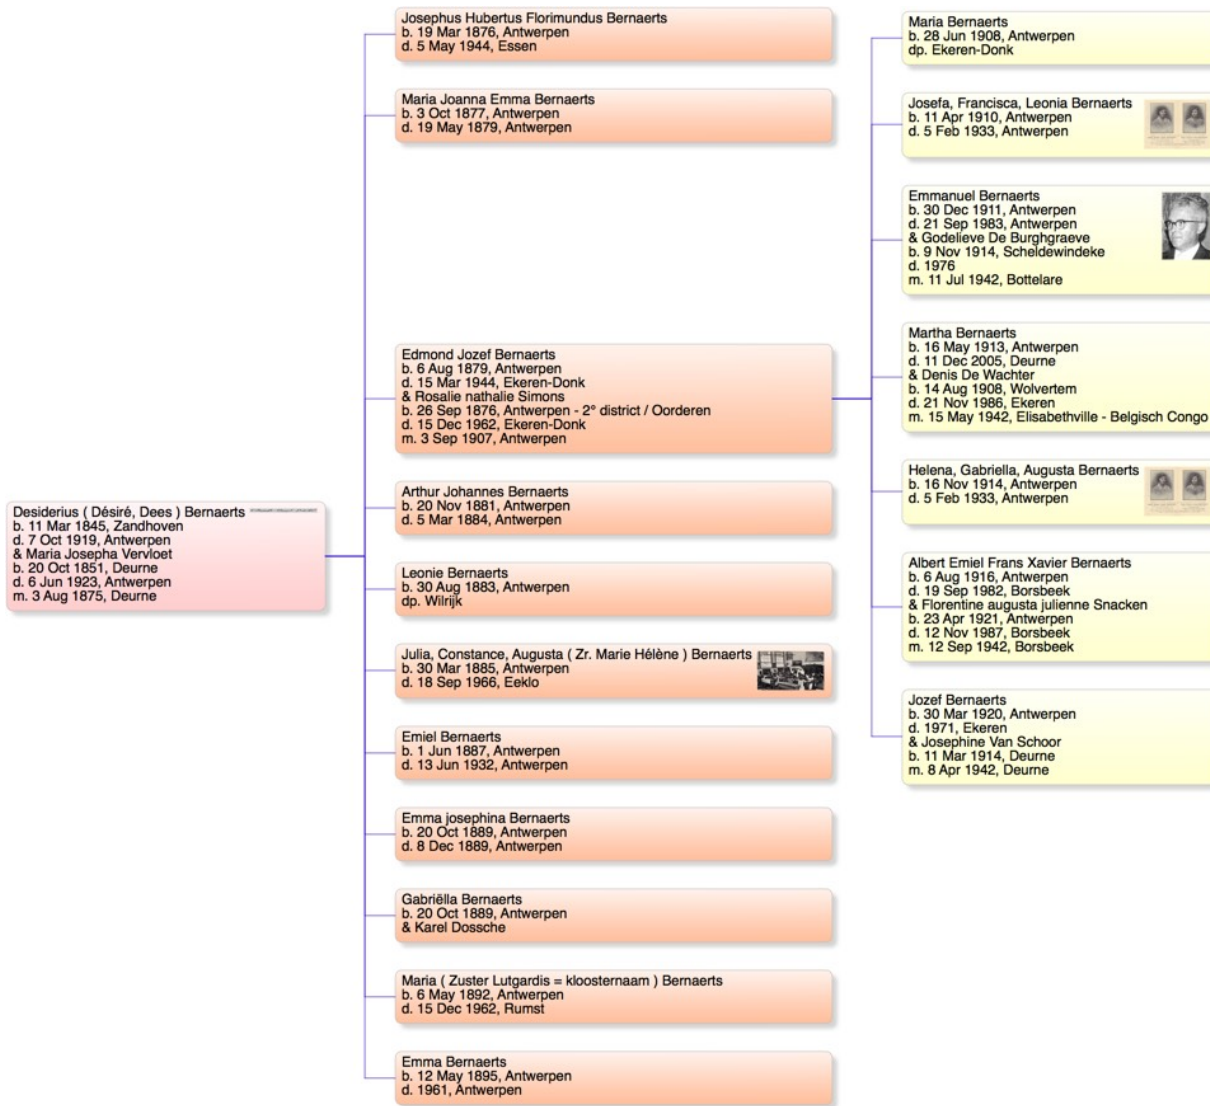 Desiderius ( Désiré, Dees ) Bernaerts
b. 11 Mar 1845, Zandhoven
d. 7 Oct 1919, Antwerpen
& Maria Josepha Vervloet
b. 20 Oct 1851, Deurne
d. 6 Jun 1923, Antwerpen
m. 3 Aug 1875, Deurne
Josephus Hubertus Florimundus Bernaerts
b. 19 Mar 1876, Antwerpen
d. 5 May 1944, Essen
Maria Joanna Emma Bernaerts
b. 3 Oct 1877, Antwerpen
d. 19 May 1879, Antwerpen
Edmond Jozef Bernaerts
b. 6 Aug 1879, Antwerpen
d. 15 Mar 1944, Ekeren-Donk
& Rosalie nathalie Simons
b. 26 Sep 1876, Antwerpen - 2° district / Oorderen
d. 15 Dec 1962, Ekeren-Donk
m. 3 Sep 1907, Antwerpen
Arthur Johannes Bernaerts
b. 20 Nov 1881, Antwerpen
d. 5 Mar 1884, Antwerpen
Leonie Bernaerts
b. 30 Aug 1883, Antwerpen
dp. Wilrijk
Julia, Constance, Augusta ( Zr. Marie Hélène ) Bernaerts
b. 30 Mar 1885, Antwerpen
d. 18 Sep 1966, Eeklo
Emiel Bernaerts
b. 1 Jun 1887, Antwerpen
d. 13 Jun 1932, Antwerpen
Emma josephina Bernaerts
b. 20 Oct 1889, Antwerpen
d. 8 Dec 1889, Antwerpen
Gabriëlla Bernaerts
b. 20 Oct 1889, Antwerpen
& Karel Dossche
Maria ( Zuster Lutgardis = kloosternaam ) Bernaerts
b. 6 May 1892, Antwerpen
d. 15 Dec 1962, Rumst
Emma Bernaerts
b. 12 May 1895, Antwerpen
d. 1961, Antwerpen
Maria Bernaerts
b. 28 Jun 1908, Antwerpen
dp. Ekeren-Donk
Josefa, Francisca, Leonia Bernaerts
b. 11 Apr 1910, Antwerpen
d. 5 Feb 1933, Antwerpen
Emmanuel Bernaerts
b. 30 Dec 1911, Antwerpen
d. 21 Sep 1983, Antwerpen
& Godelieve De Burghgraeve
b. 9 Nov 1914, Scheldewindeke
d. 1976
m. 11 Jul 1942, Bottelare
Martha Bernaerts
b. 16 May 1913, Antwerpen
d. 11 Dec 2005, Deurne
& Denis De Wachter
b. 14 Aug 1908, Wolvertem
d. 21 Nov 1986, Ekeren
m. 15 May 1942, Elisabethville - Belgisch Congo
Helena, Gabriella, Augusta Bernaerts
b. 16 Nov 1914, Antwerpen
d. 5 Feb 1933, Antwerpen
Albert Emiel Frans Xavier Bernaerts
b. 6 Aug 1916, Antwerpen
d. 19 Sep 1982, Borsbeek
& Florentine augusta julienne Snacken
b. 23 Apr 1921, Antwerpen
d. 12 Nov 1987, Borsbeek
m. 12 Sep 1942, Borsbeek
Jozef Bernaerts
b. 30 Mar 1920, Antwerpen
d. 1971, Ekeren
& Josephine Van Schoor
b. 11 Mar 1914, Deurne
m. 8 Apr 1942, Deurne